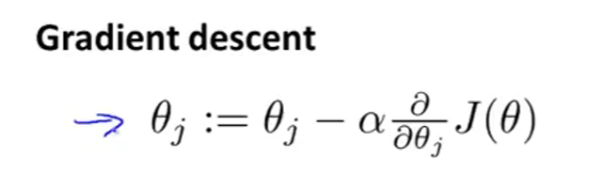 Gradient descent
→ θⱼ := θⱼ − α ∂/∂θⱼ J(θ)